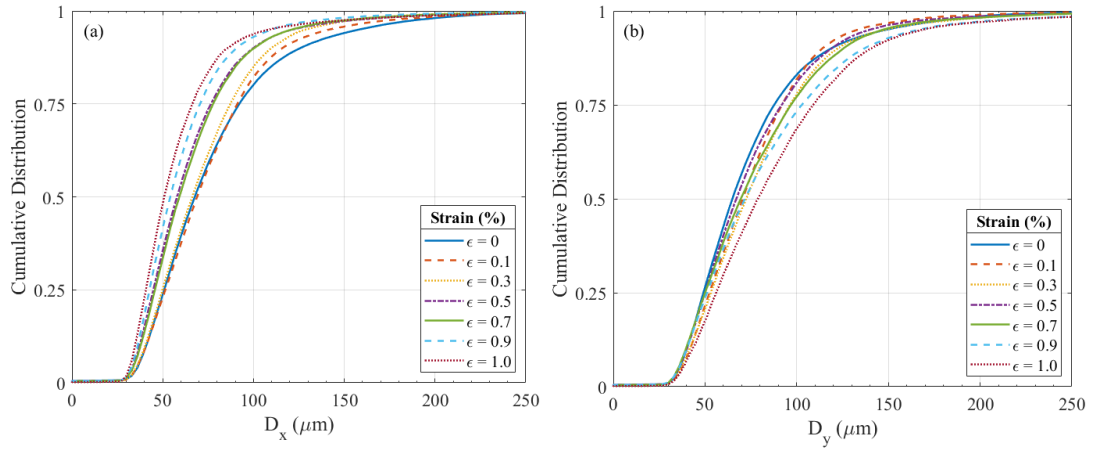 (a)
Cumulative Distribution
1
0.75
0.5
0.25
0
0 50 100 150 200 250
D_x (μm)
Strain (%)
ϵ = 0
ϵ = 0.1
ϵ = 0.3
ϵ = 0.5
ϵ = 0.7
ϵ = 0.9
ϵ = 1.0
(b)
Cumulative Distribution
1
0.75
0.5
0.25
0
0 50 100 150 200 250
D_y (μm)
Strain (%)
ϵ = 0
ϵ = 0.1
ϵ = 0.3
ϵ = 0.5
ϵ = 0.7
ϵ = 0.9
ϵ = 1.0